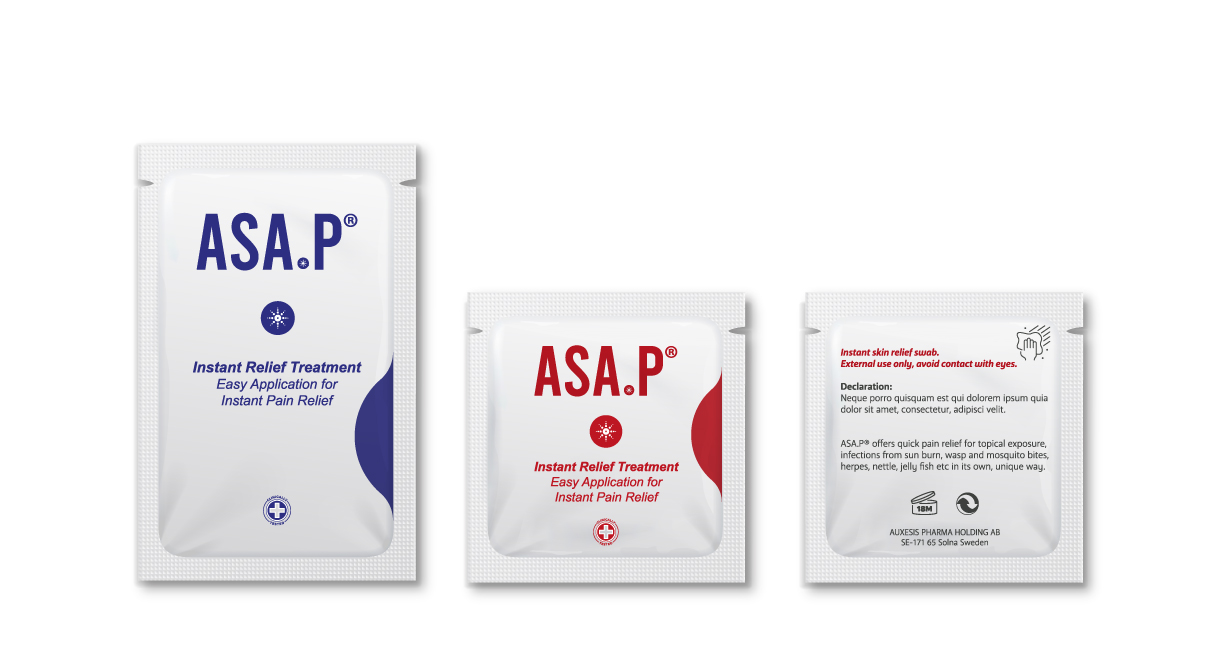 ASA.P®
Instant Relief Treatment
Easy Application for
Instant Pain Relief
CLINICALLY
TESTED
ASA.P®
Instant Relief Treatment
Easy Application for
Instant Pain Relief
CLINICALLY
TESTED
Instant skin relief swab.
External use only, avoid contact with eyes.
Declaration:
Neque porro quisquam est qui dolorem ipsum quia
dolor sit amet, consectetur, adipisci velit.
ASA.P® offers quick pain relief for topical exposure,
infections from sun burn, wasp and mosquito bites,
herpes, nettle, jelly fish etc in its own, unique way.
18M
AUXESIS PHARMA HOLDING AB
SE-171 65 Solna Sweden